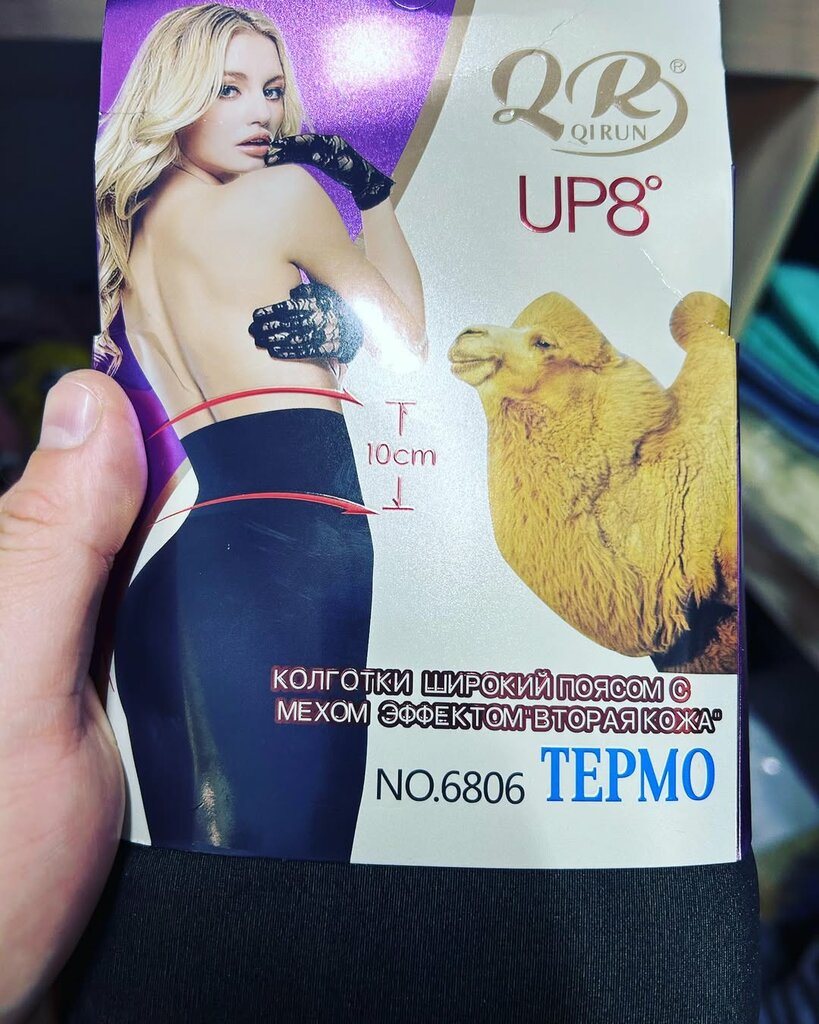 QR®
QIRUN
UP8°
10cm
КОЛГОТКИ ШИРОКИЙ ПОЯСОМ С
МЕХОМ ЭФФЕКТОМ"ВТОРАЯ КОЖА"
NO.6806 ТЕРМО